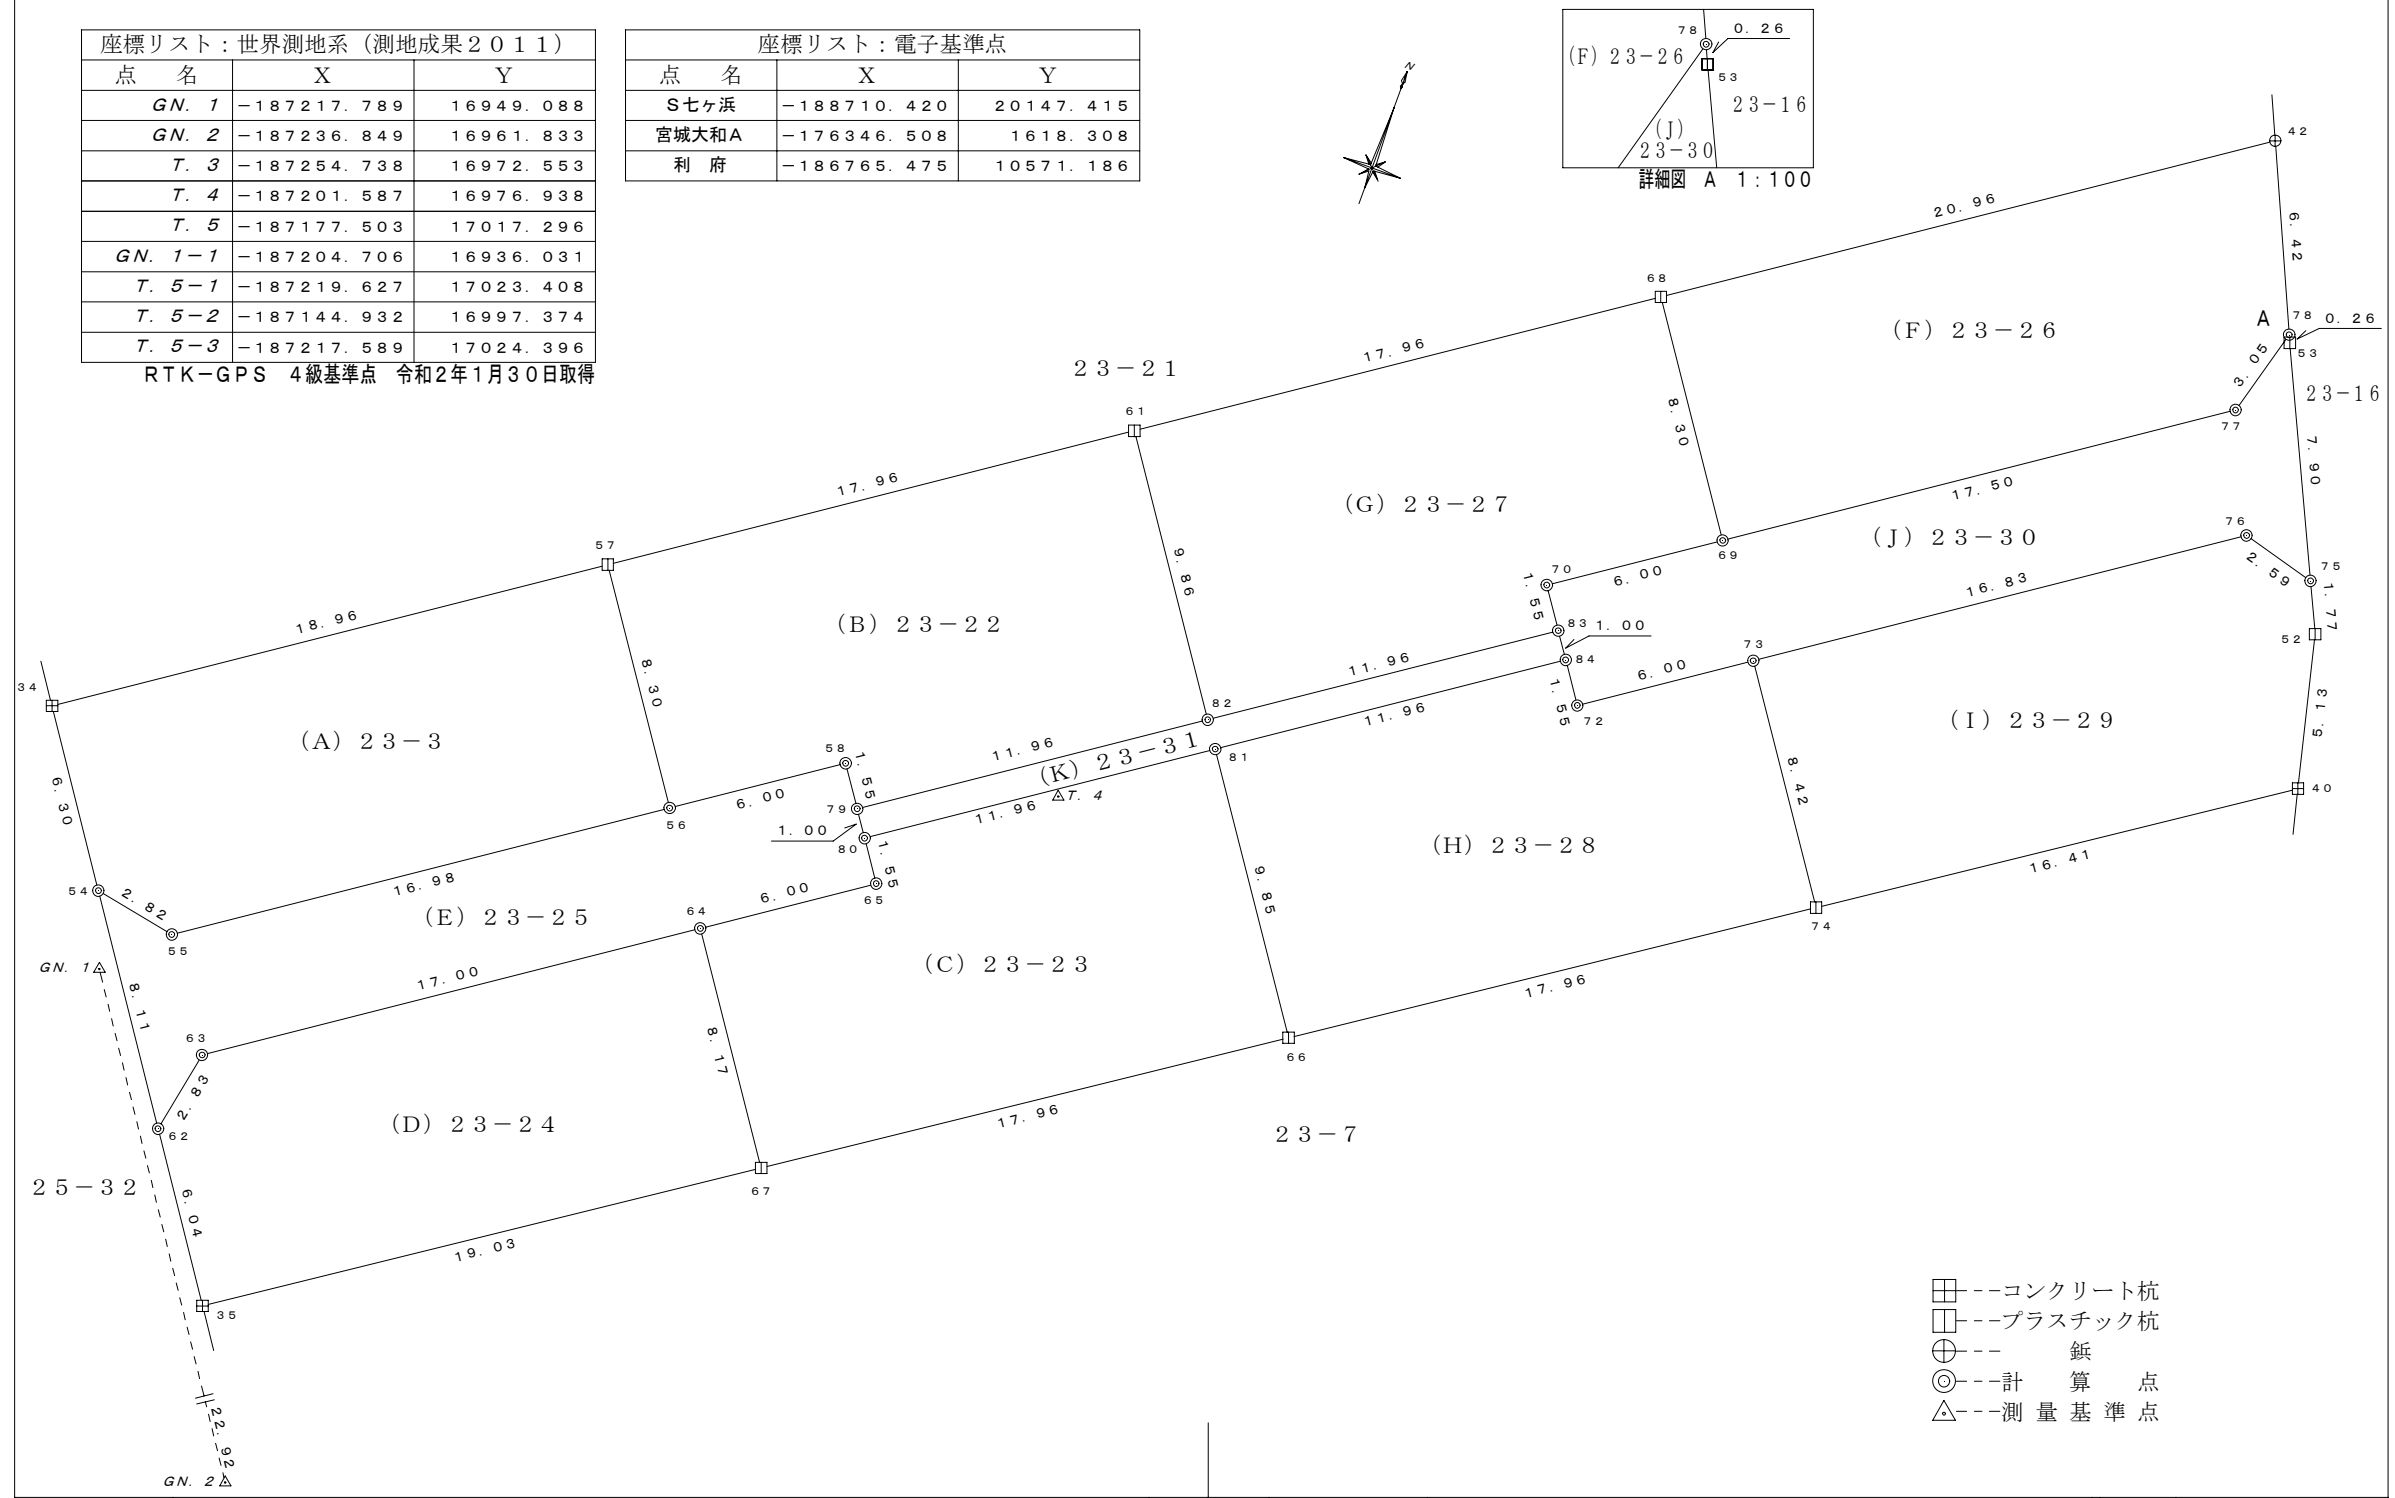 座標リスト：世界測地系（測地成果２０１１）
点　名 X Y
GN. 1 −187217. 789 16949. 088
GN. 2 −187236. 849 16961. 833
T. 3 −187254. 738 16972. 553
T. 4 −187201. 587 16976. 938
T. 5 −187177. 503 17017. 296
GN. 1−1 −187204. 706 16936. 031
T. 5−1 −187219. 627 17023. 408
T. 5−2 −187144. 932 16997. 374
T. 5−3 −187217. 589 17024. 396
ＲＴＫ−ＧＰＳ　４級基準点　令和２年１月３０日取得
座標リスト：電子基準点
点　名 X Y
Ｓ七ヶ浜 −188710. 420 20147. 415
宮城大和Ａ −176346. 508 1618. 308
利　府 −186765. 475 10571. 186
N
78
0. 26
(F) 23−26
53
23−16
(J)
23−30
詳細図　Ａ　１：１００
42
20. 96
6. 42
68
17. 96
(F) 23−26
A
78
0. 26
53
3. 05
23−16
23−21
61
8. 30
77
7. 90
17. 96
17. 50
(G) 23−27
57
9. 86
76
(J) 23−30
69
70
75
2. 59
1. 77
6. 00
1. 55
16. 83
18. 96
(B) 23−22
83
1. 00
52
8. 30
11. 96
84
73
6. 00
34
1. 55
82
72
5. 13
11. 96
(I) 23−29
(A) 23−3
58
1. 55
11. 96
(K) 23−31
81
8. 42
6. 30
6. 00
79
T. 4
40
56
1. 00
11. 96
80
1. 55
(H) 23−28
16. 41
54
2. 82
16. 98
6. 00
65
9. 85
64
(E) 23−25
74
55
GN. 1
17. 00
(C) 23−23
17. 96
8. 11
63
8. 17
66
2. 83
(D) 23−24
17. 96
62
23−7
25−32
67
6. 04
19. 03
35
22. 92
GN. 2
−−−コンクリート杭
−−−プラスチック杭
−−−　鋲
−−−計　算　点
−−−測 量 基 準 点